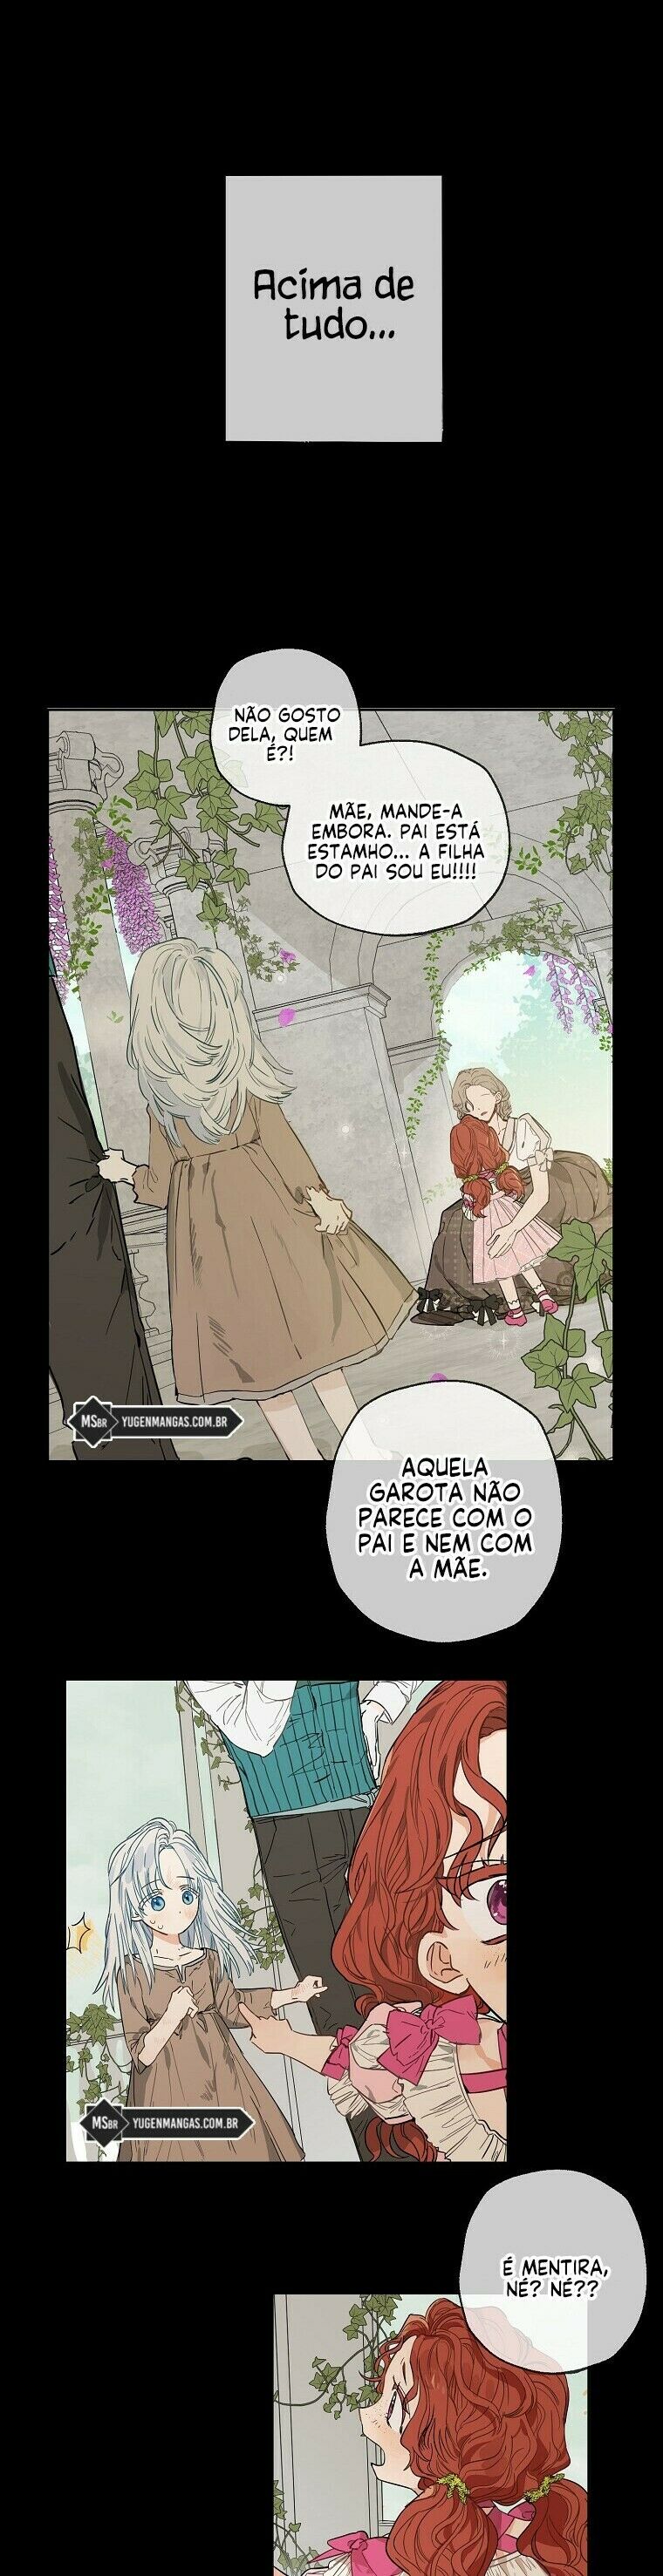 Acima de
tudo...
NÃO GOSTO
DELA, QUEM
É?!
MÃE, MANDE-A
EMBORA. PAI ESTÁ
ESTAMHO... A FILHA
DO PAI SOU EU!!!!
MSBR YUGENMANGAS.COM.BR
AQUELA
GAROTA NÃO
PARECE COM O
PAI E NEM COM
A MÃE.
MSBR YUGENMANGAS.COM.BR
É MENTIRA,
NÉ? NÉ??